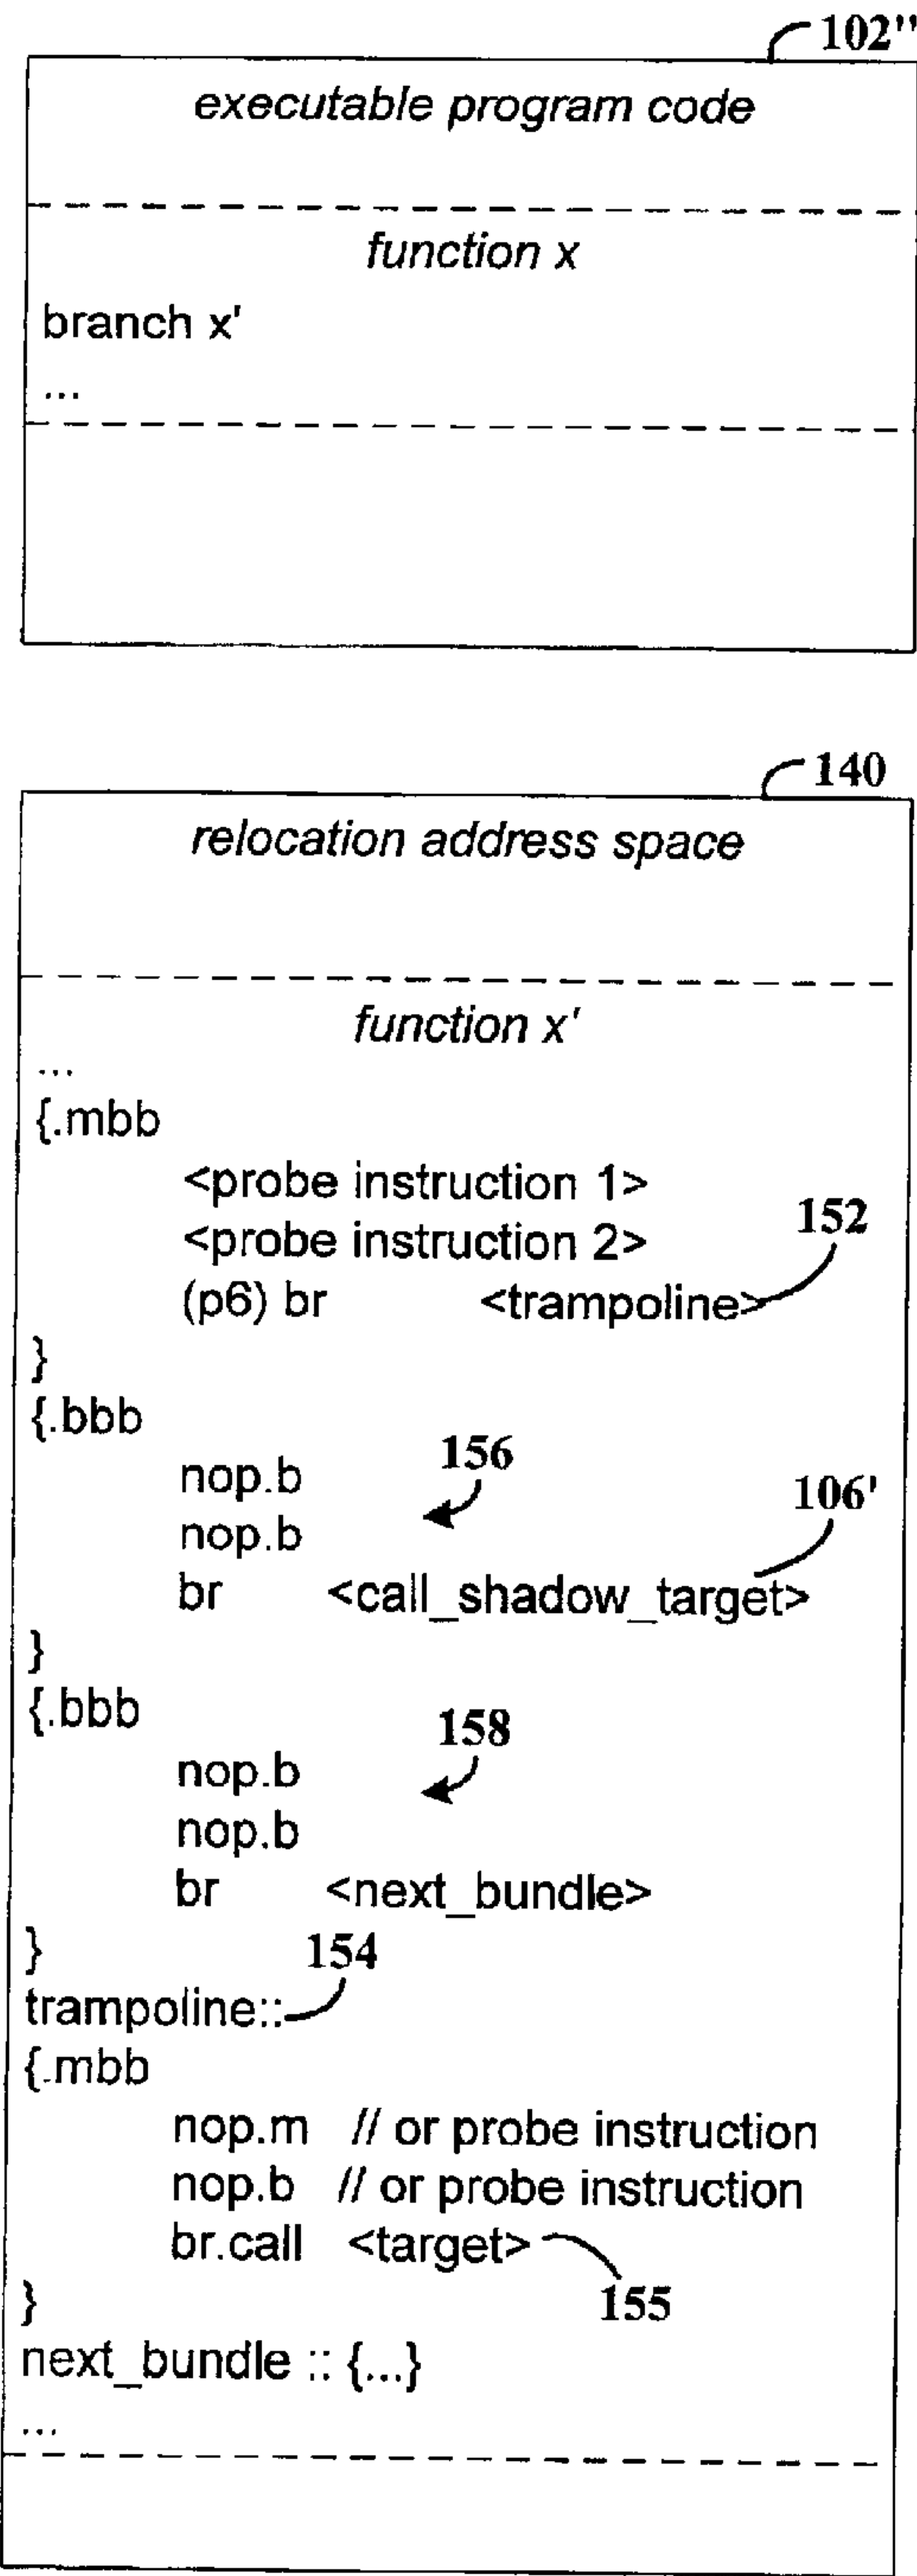 102''
executable program code
function x
branch x'
...
140
relocation address space
function x'
...
{.mbb
<probe instruction 1>
<probe instruction 2>
152
(p6) br <trampoline>
}
{.bbb
nop.b
156
nop.b
106'
br <call_shadow_target>
}
{.bbb
nop.b
158
nop.b
br <next_bundle>
}
154
trampoline::
{.mbb
nop.m // or probe instruction
nop.b // or probe instruction
br.call <target>
}
155
next_bundle :: {...}
...